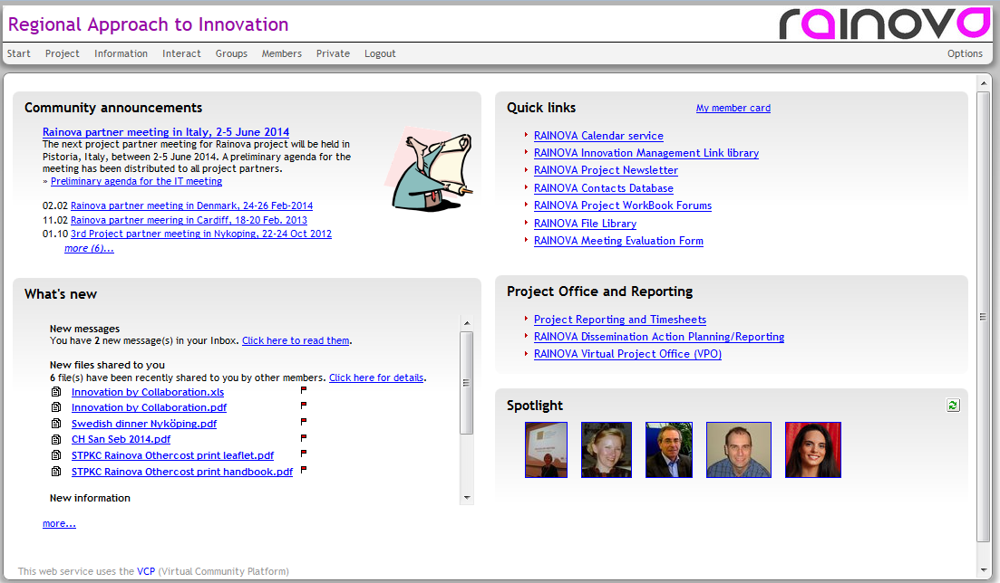 Regional Approach to Innovation
rainova
Start Project Information Interact Groups Members Private Logout Options
Community announcements
Rainova partner meeting in Italy, 2-5 June 2014
The next project partner meeting for Rainova project will be held in
Pistoria, Italy, between 2-5 June 2014. A preliminary agenda for the
meeting has been distributed to all project partners.
» Preliminary agenda for the IT meeting
02.02 Rainova partner meeting in Denmark, 24-26 Feb-2014
11.02 Rainova partner meering in Cardiff, 18-20 Feb. 2013
01.10 3rd Project partner meeting in Nykoping, 22-24 Oct 2012
more (6)...
Quick links
My member card
RAINOVA Calendar service
RAINOVA Innovation Management Link library
RAINOVA Project Newsletter
RAINOVA Contacts Database
RAINOVA Project WorkBook Forums
RAINOVA File Library
RAINOVA Meeting Evaluation Form
What's new
New messages
You have 2 new message(s) in your Inbox. Click here to read them.
New files shared to you
6 file(s) have been recently shared to you by other members. Click here for details.
Innovation by Collaboration.xls
Innovation by Collaboration.pdf
Swedish dinner Nyköping.pdf
CH San Seb 2014.pdf
STPKC Rainova Othercost print leaflet.pdf
STPKC Rainova Othercost print handbook.pdf
New information
more...
Project Office and Reporting
Project Reporting and Timesheets
RAINOVA Dissemination Action Planning/Reporting
RAINOVA Virtual Project Office (VPO)
Spotlight
This web service uses the VCP (Virtual Community Platform)